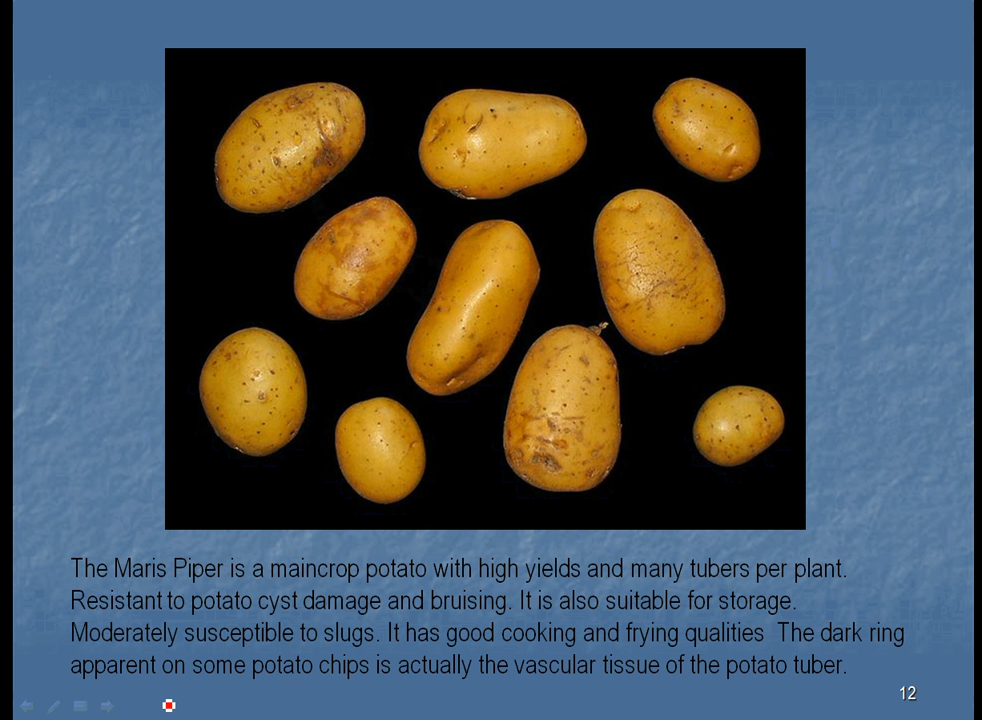 The Maris Piper is a maincrop potato with high yields and many tubers per plant.
Resistant to potato cyst damage and bruising. It is also suitable for storage.
Moderately susceptible to slugs. It has good cooking and frying qualities  The dark ring
apparent on some potato chips is actually the vascular tissue of the potato tuber.
12